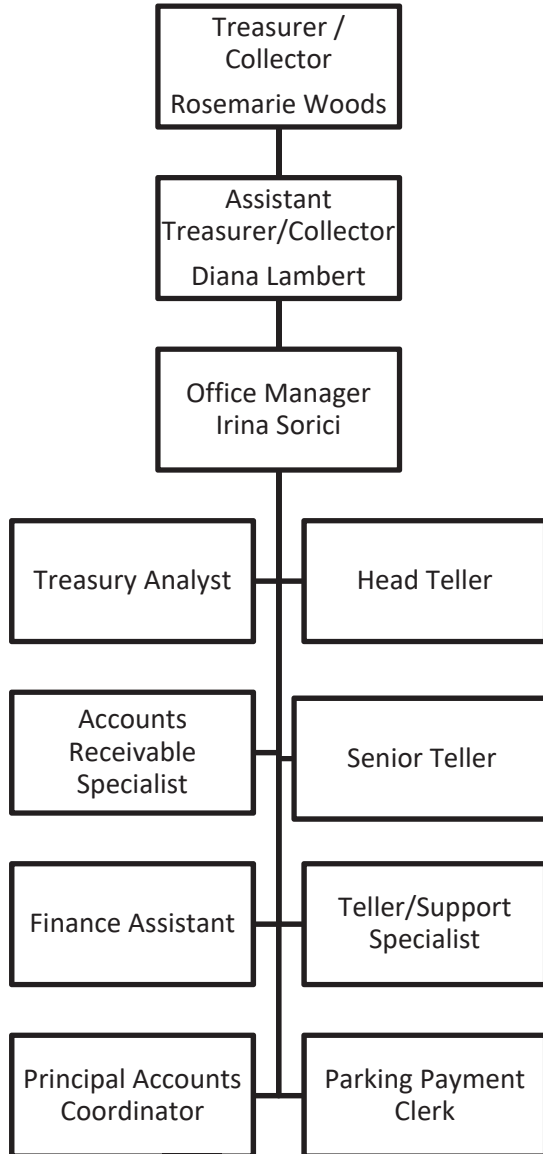 Treasurer /
Collector
Rosemarie Woods
Assistant
Treasurer/Collector
Diana Lambert
Office Manager
Irina Sorici
Treasury Analyst
Head Teller
Accounts
Receivable
Specialist
Senior Teller
Finance Assistant
Teller/Support
Specialist
Principal Accounts
Coordinator
Parking Payment
Clerk